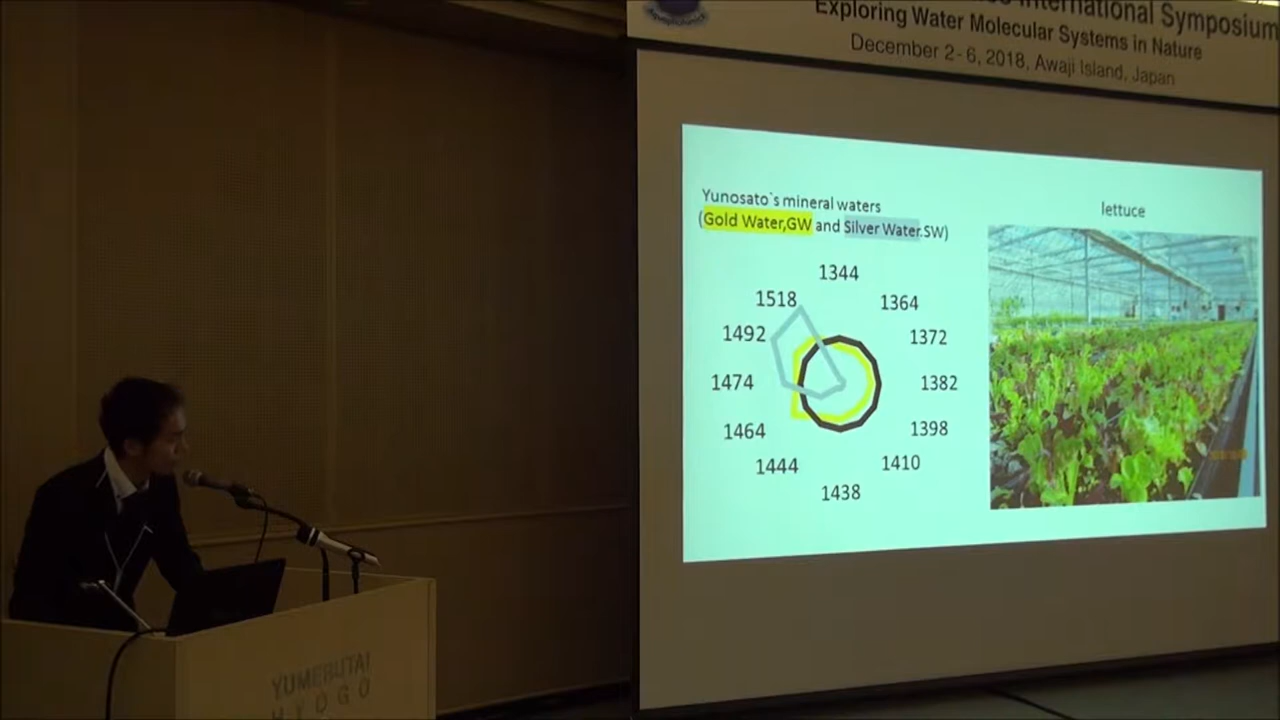 International Symposium
Exploring Water Molecular Systems in Nature
December 2-6, 2018, Awaji Island, Japan
Yunosato`s mineral waters
(Gold Water,GW and Silver Water.SW)
lettuce
1344
1364
1372
1382
1398
1410
1438
1444
1464
1474
1492
1518
YUMEBUTAI
HYOGO